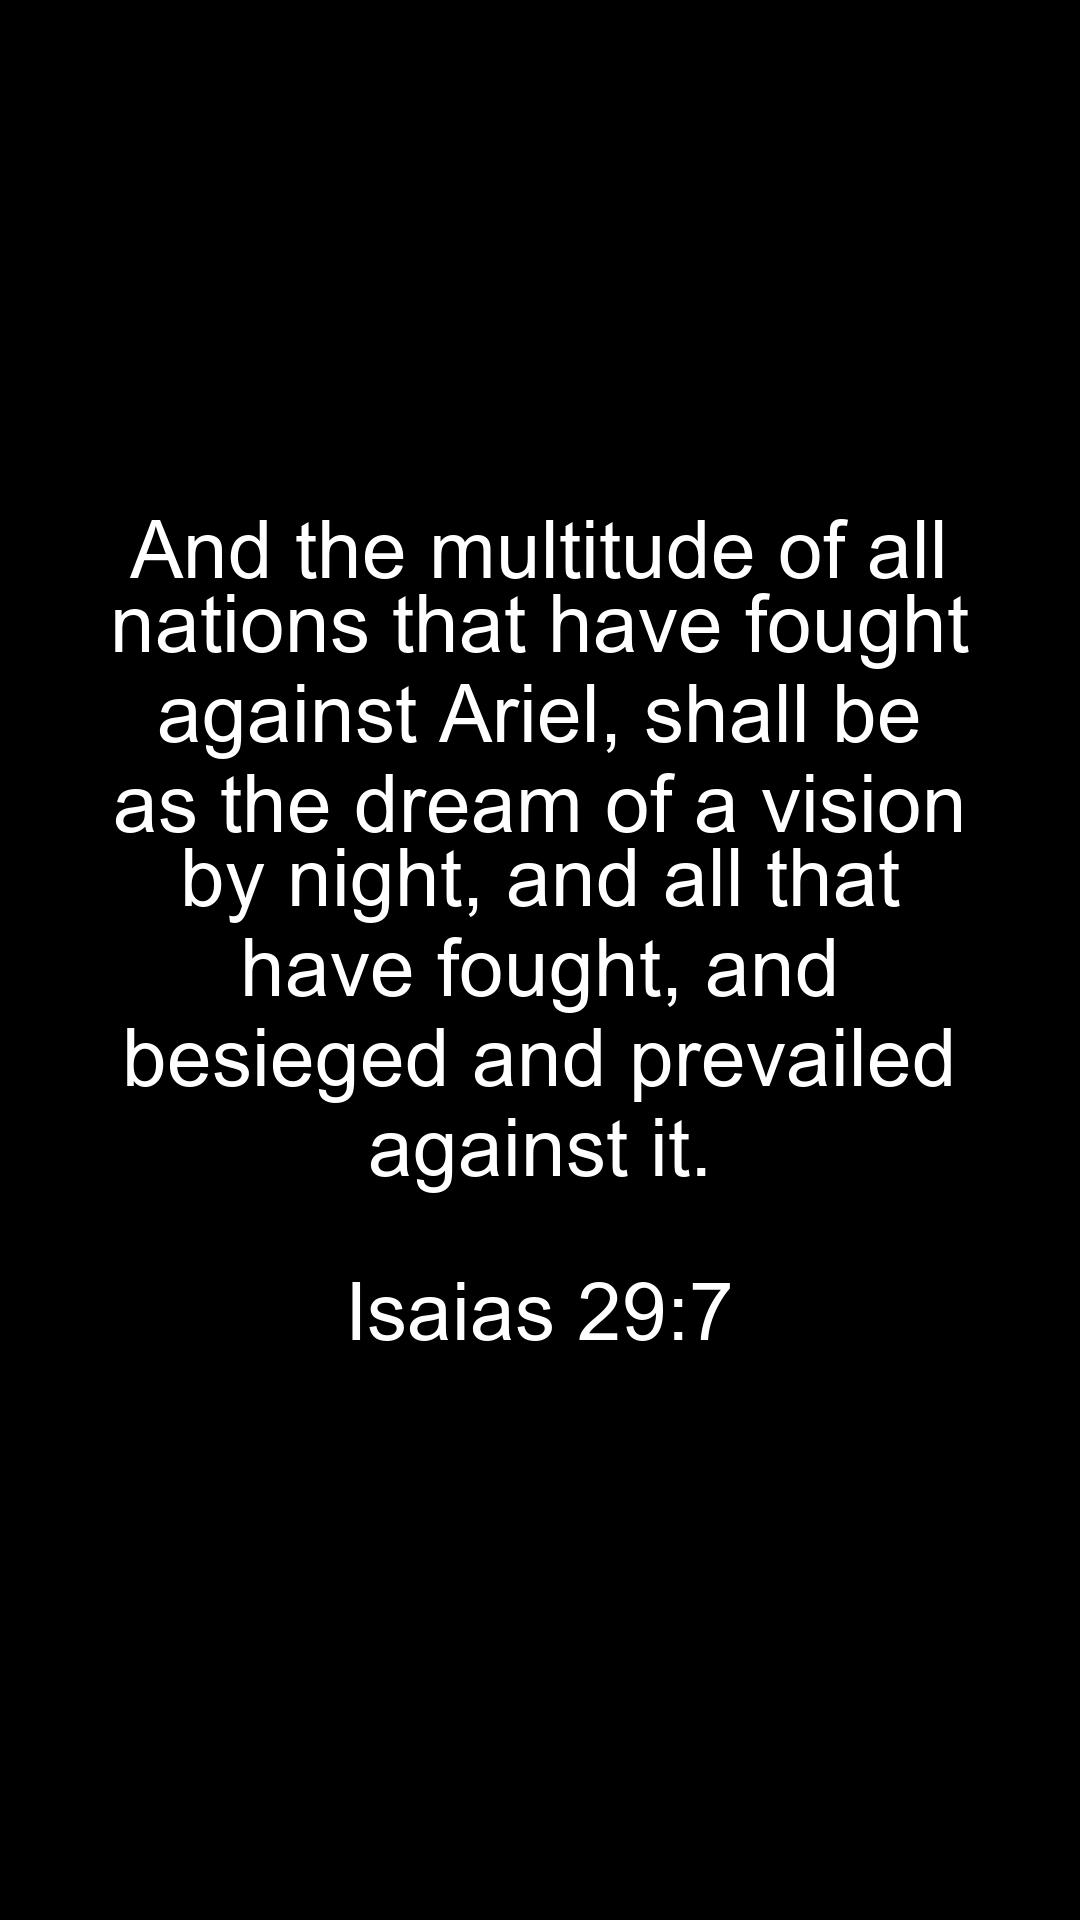 And the multitude of all
nations that have fought
against Ariel, shall be
as the dream of a vision
by night, and all that
have fought, and
besieged and prevailed
against it.
Isaias 29:7